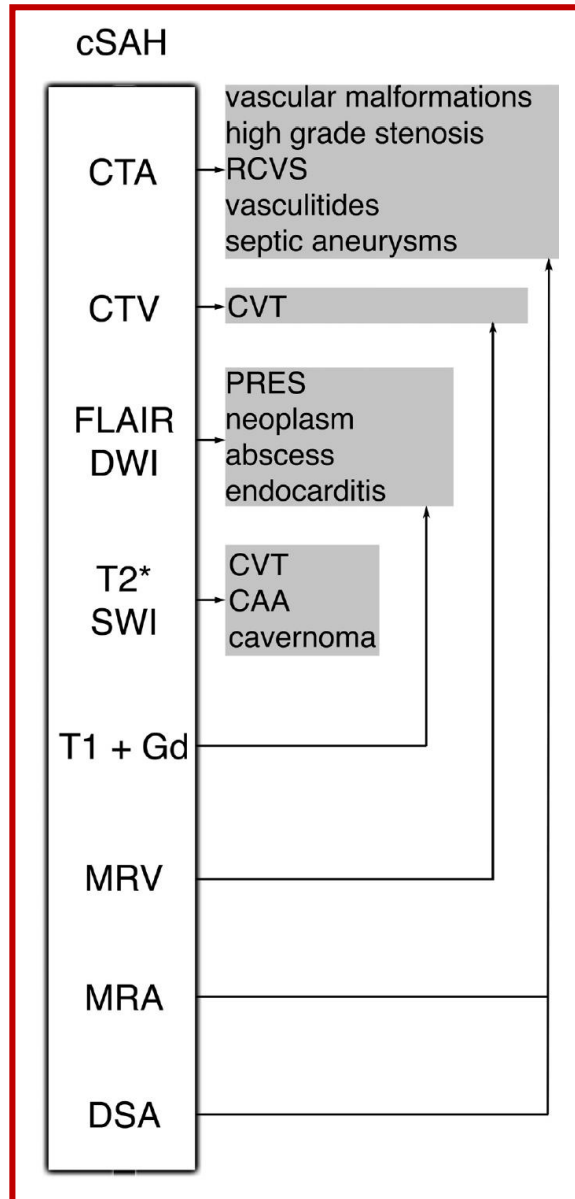 cSAH
CTA
vascular malformations
high grade stenosis
RCVS
vasculitides
septic aneurysms
CTV
CVT
FLAIR
DWI
PRES
neoplasm
abscess
endocarditis
T2*
SWI
CVT
CAA
cavernoma
T1 + Gd
MRV
MRA
DSA